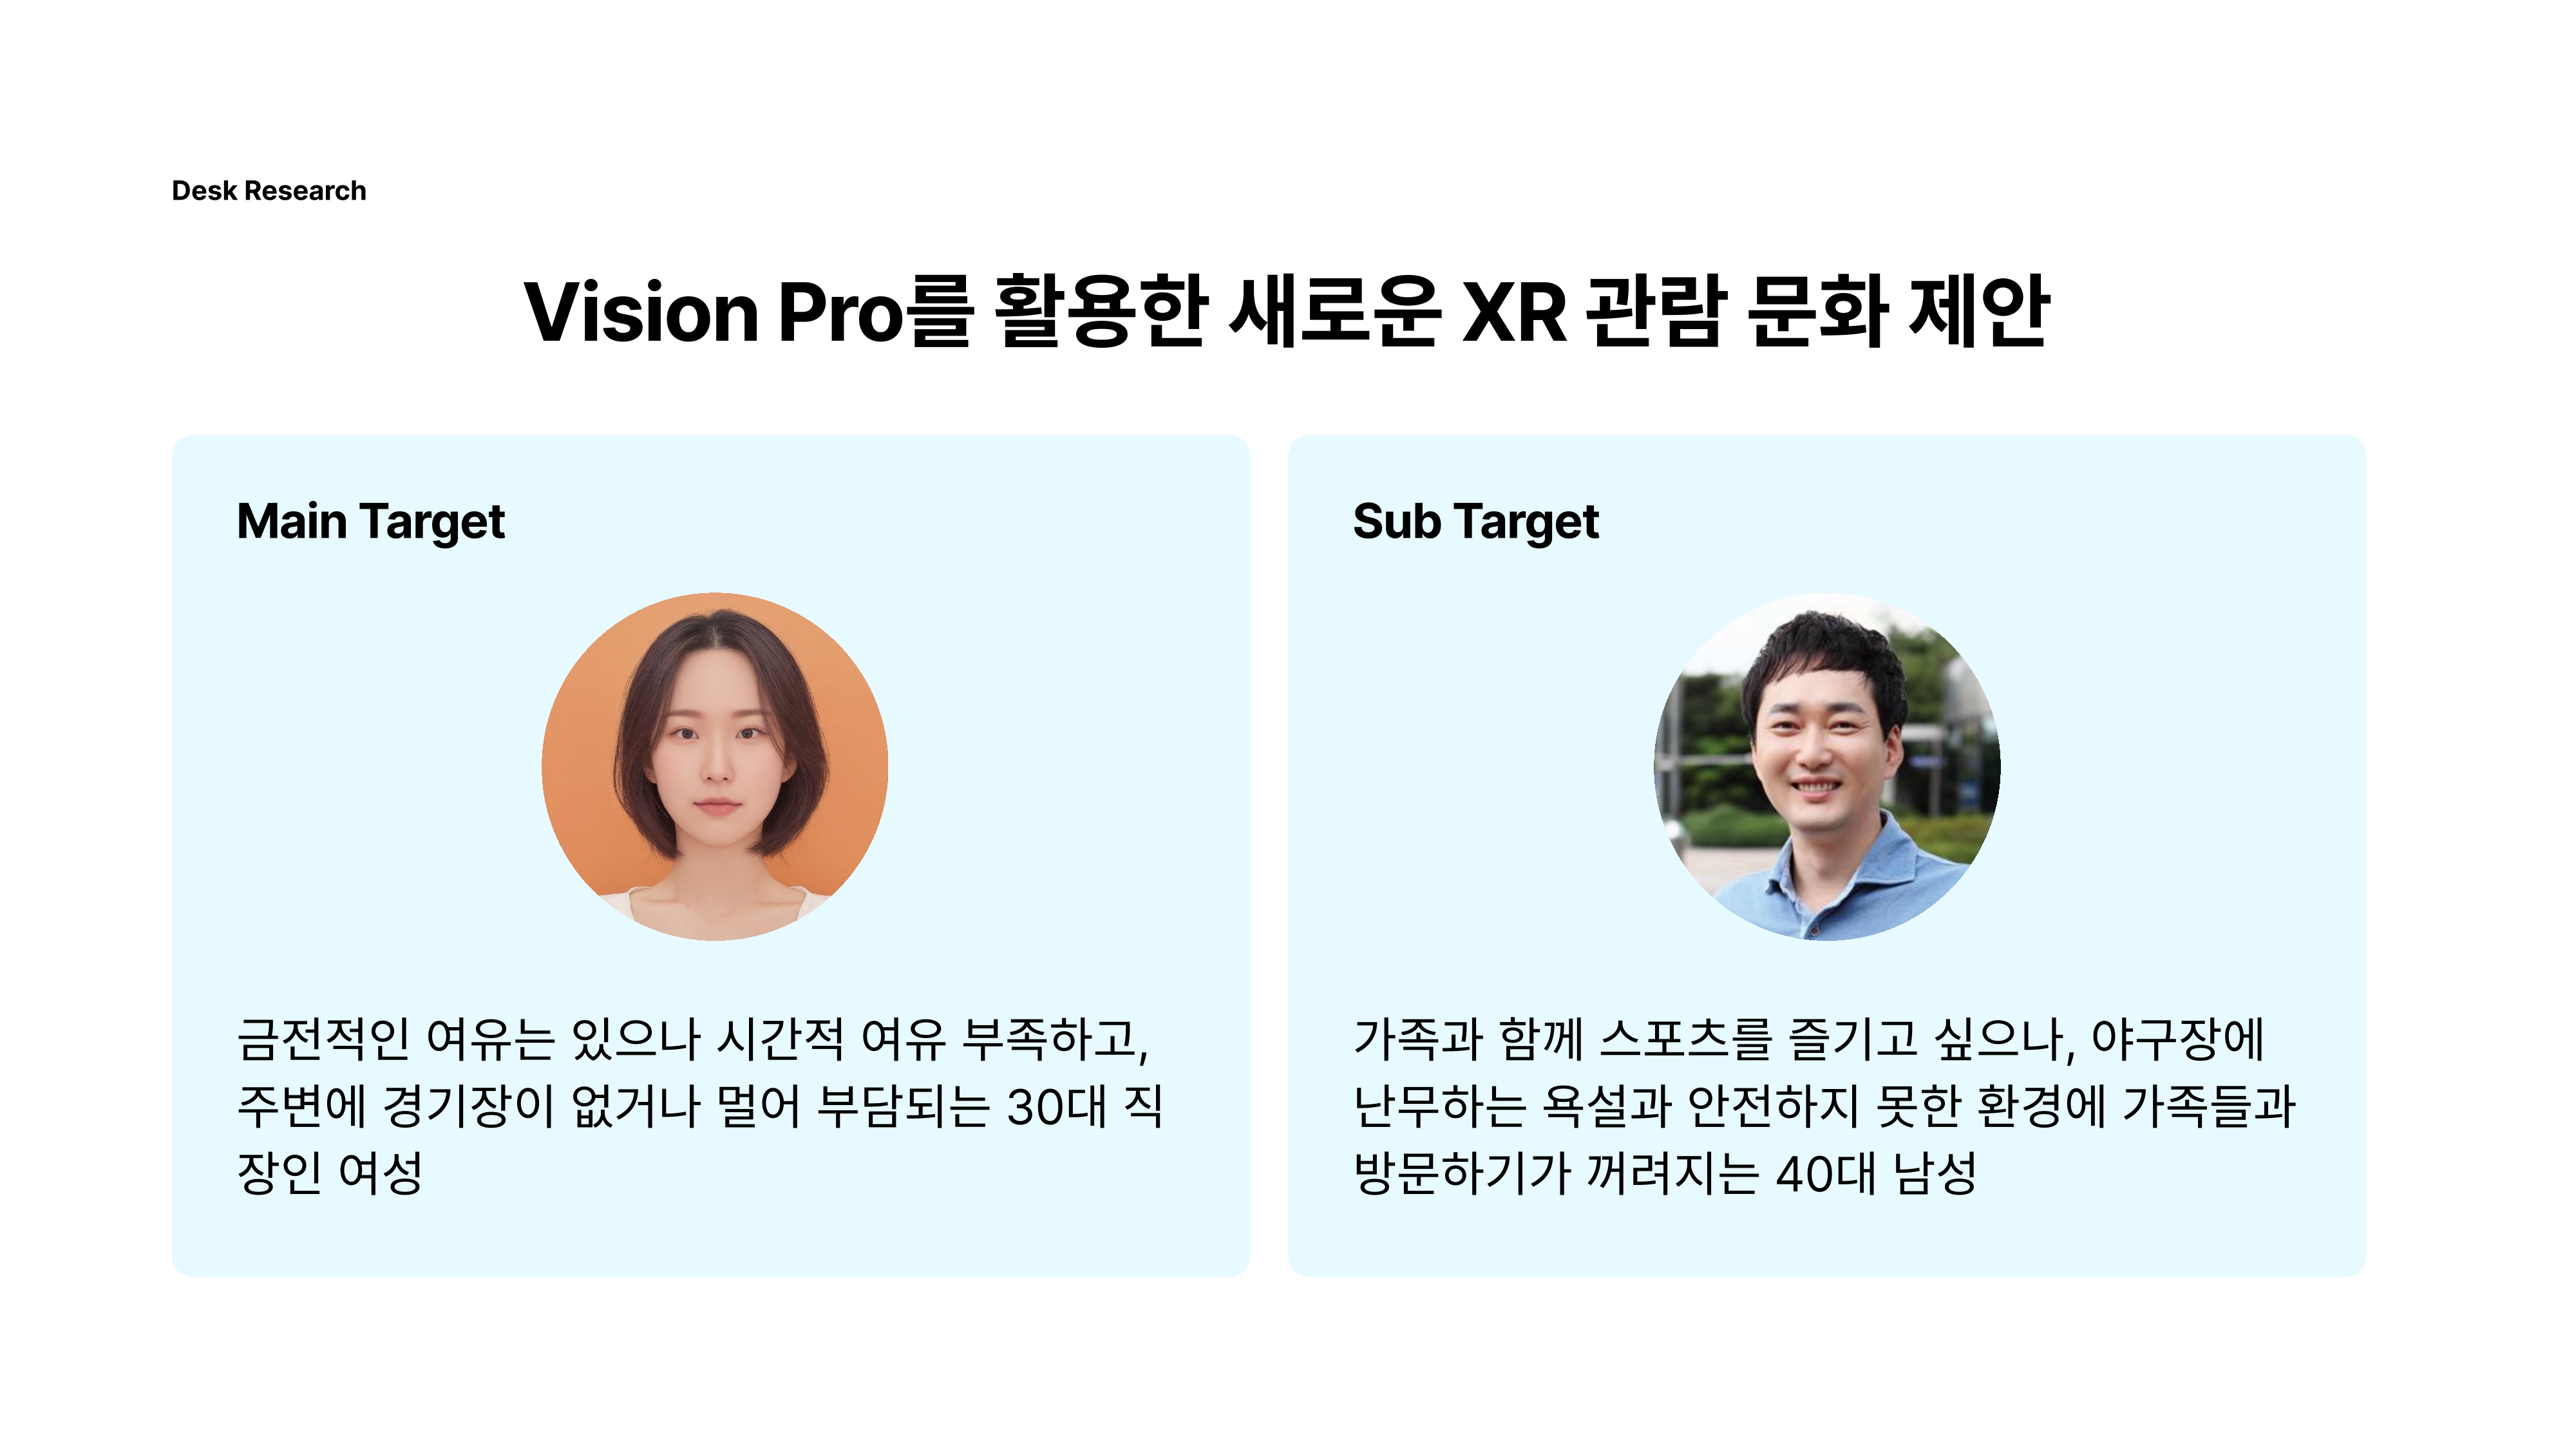 Desk Research
Vision Pro를 활용한 새로운 XR 관람 문화 제안
Main Target
금전적인 여유는 있으나 시간적 여유 부족하고,
주변에 경기장이 없거나 멀어 부담되는 30대 직
장인 여성
Sub Target
가족과 함께 스포츠를 즐기고 싶으나, 야구장에
난무하는 욕설과 안전하지 못한 환경에 가족들과
방문하기가 꺼려지는 40대 남성